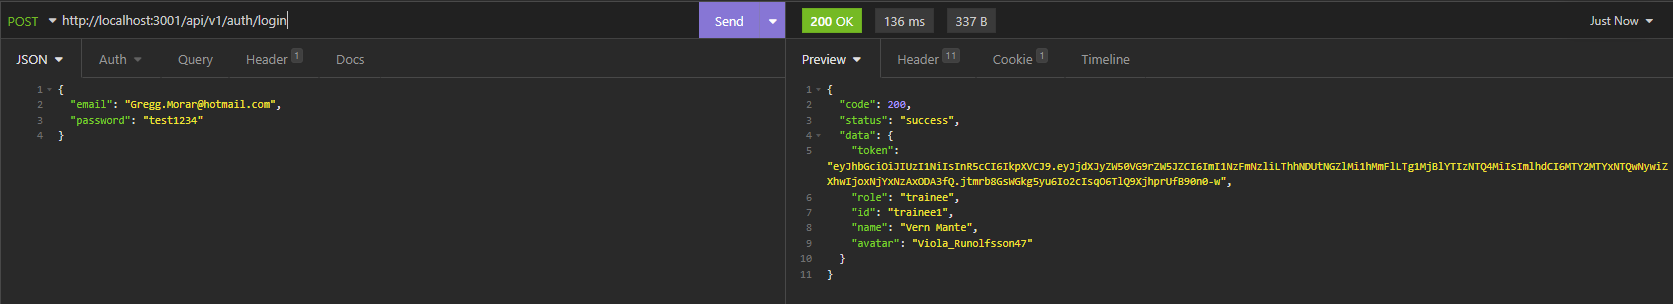 POST http://localhost:3001/api/v1/auth/login Send 200 OK 136 ms 337 B Just Now
JSON Auth Query Header 1 Docs Preview Header 11 Cookie 1 Timeline
1 {
2 "email": "Gregg.Morar@hotmail.com",
3 "password": "test1234"
4 }
1 {
2 "code": 200,
3 "status": "success",
4 "data": {
5 "token":
"eyJhbGciOiJIUzI1NiIsInR5cCI6IkpXVCJ9.eyJjdXJyZW50VG9rZW5JZCI6ImI1NzFmNzliLThhNDUtNGZlMi1hMmFlLTg1MjBlYTIzNTQ4MiIsImlhdCI6MTY2MTYxNTQwNywiZ
XhwIjoxNjYxNzAxODA3fQ.jtmrb8GsWGkg5yu6Io2cIsqO6TlQ9XjhprUfB90n0-w",
6 "role": "trainee",
7 "id": "trainee1",
8 "name": "Vern Mante",
9 "avatar": "Viola_Runolfsson47"
10 }
11 }